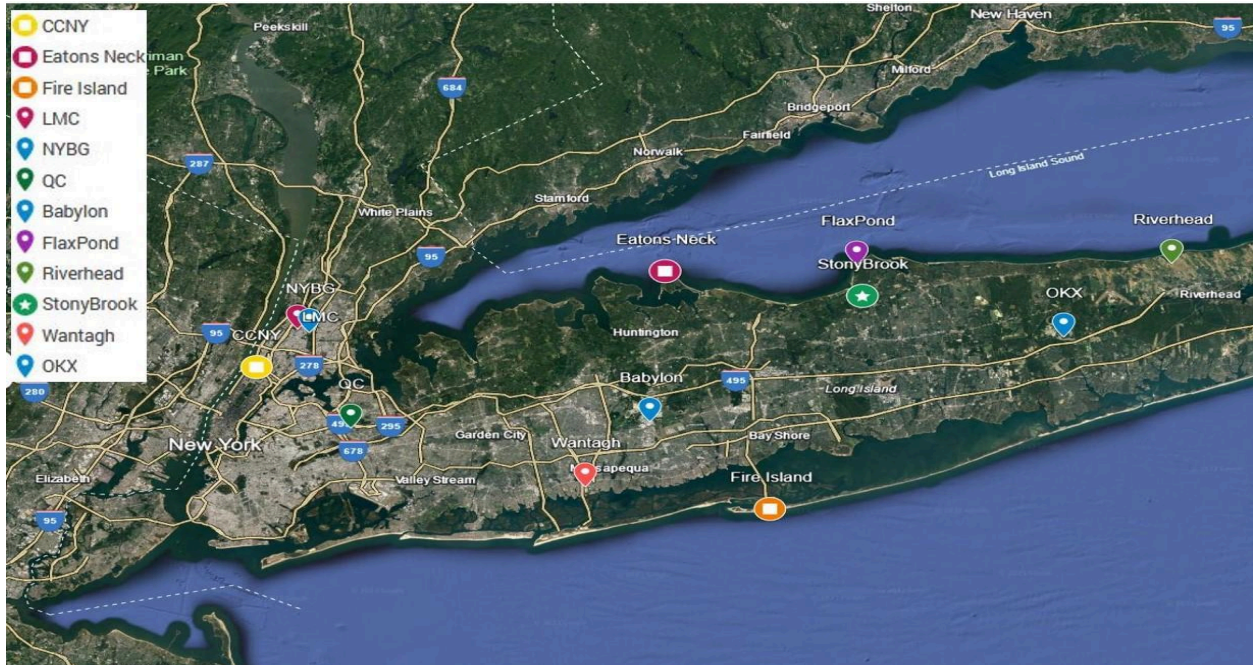 CCNY
Eatons Neck
Fire Island
LMC
NYBG
QC
Babylon
FlaxPond
Riverhead
StonyBrook
Wantagh
OKX
riman
e Park
Peekskill
684
287
White Plains
Stamford
Norwalk
Fairfield
Bridgeport
Milford
Shelton
New Haven
95
Long Island Sound
95
Eatons Neck
FlaxPond
StonyBrook
Riverhead
Riverhead
OKX
NYBG
LMC
CCNY
95
278
280
Huntington
Babylon
495
Long Island
QC
295
678
New York
Garden City
Wantagh
Bay Shore
Elizabeth
Valley Stream
Fire Island
95